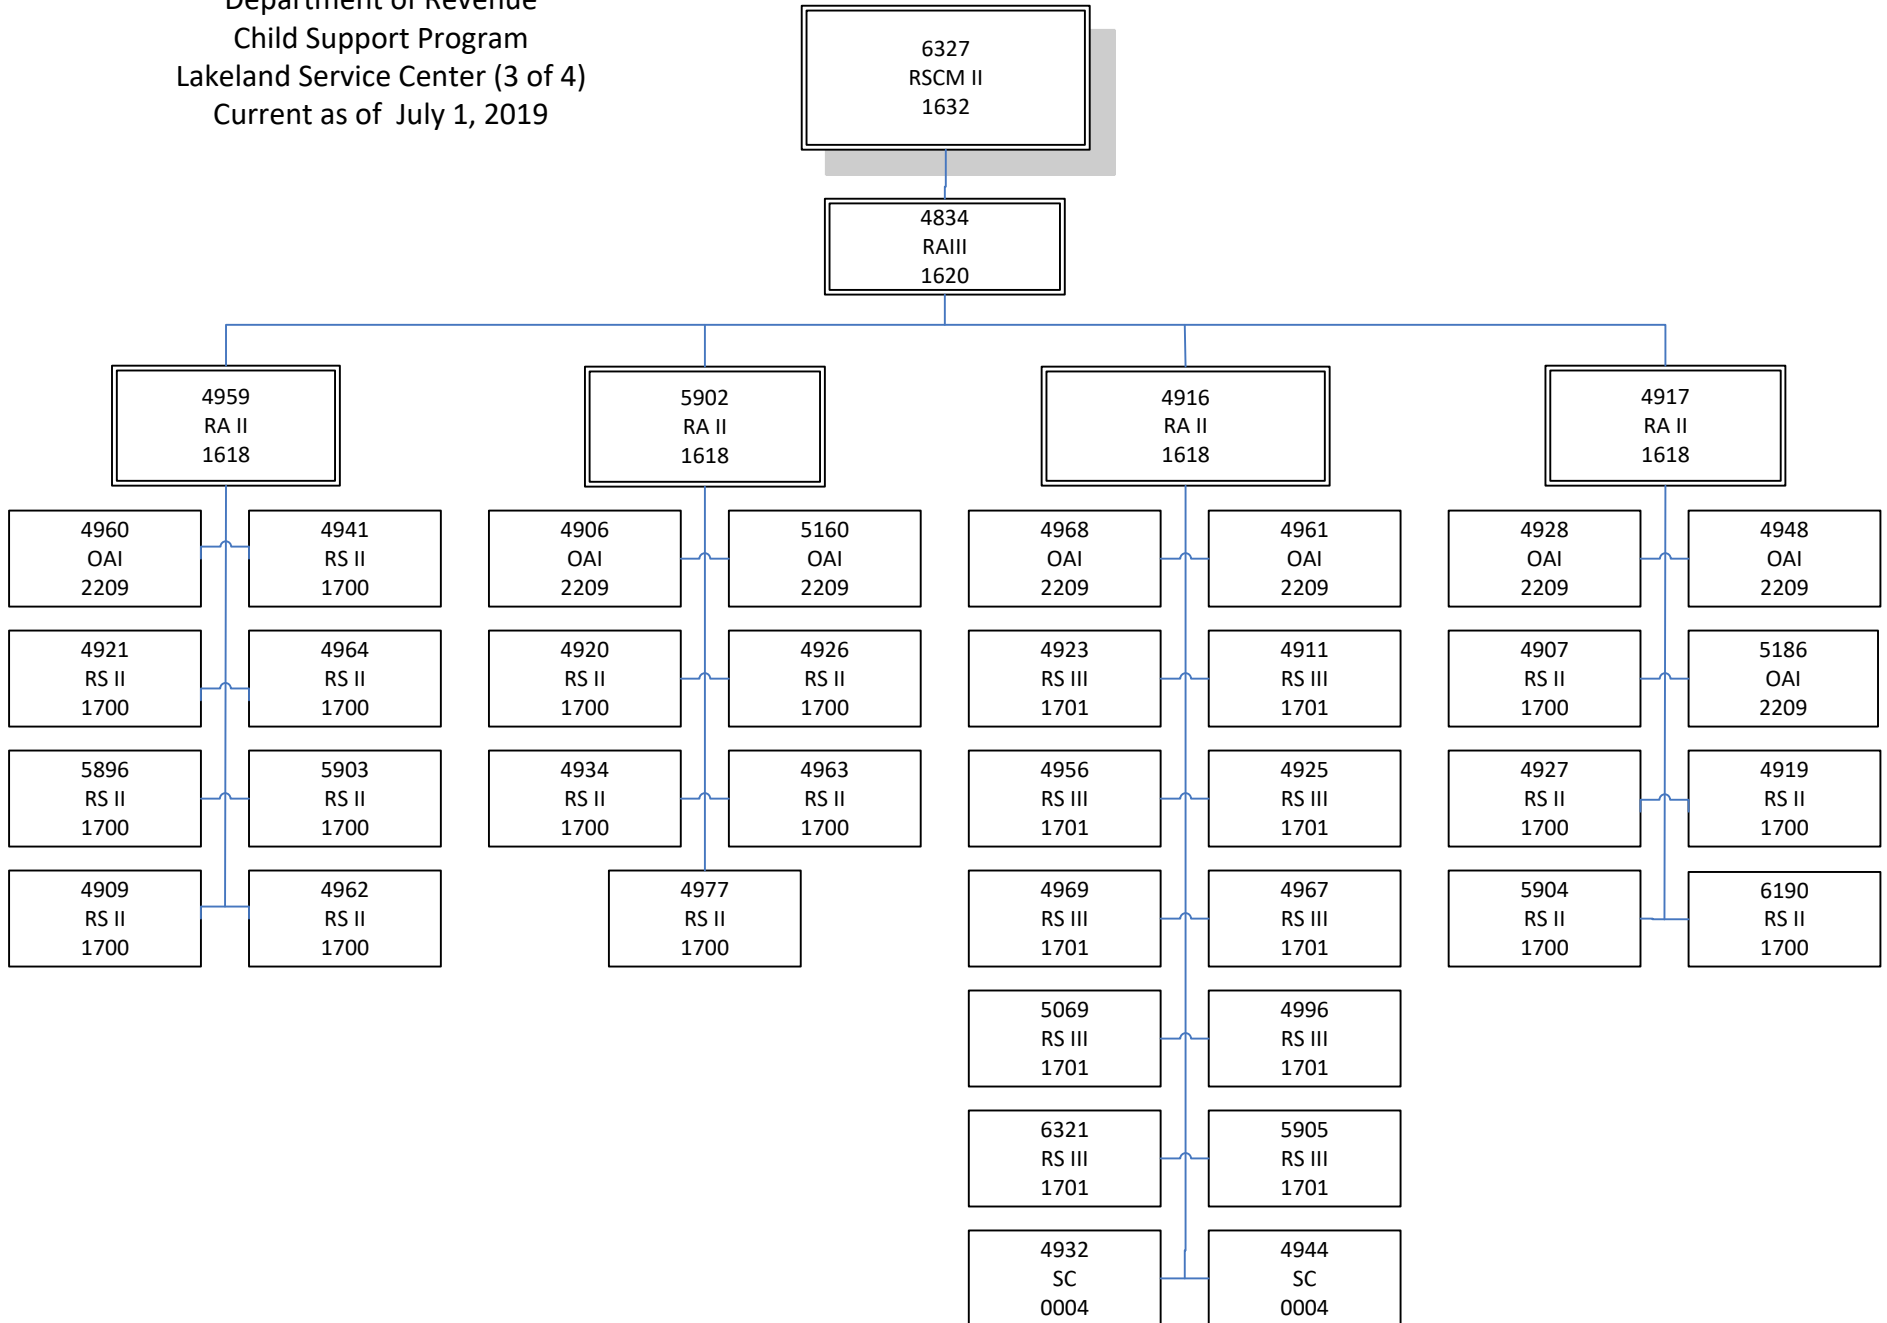 Department of Revenue
Child Support Program
Lakeland Service Center (3 of 4)
Current as of July 1, 2019
6327
RSCM II
1632
4834
RAIII
1620
4959
RA II
1618
5902
RA II
1618
4916
RA II
1618
4917
RA II
1618
4960
OAI
2209
4941
RS II
1700
4906
OAI
2209
5160
OAI
2209
4968
OAI
2209
4961
OAI
2209
4928
OAI
2209
4948
OAI
2209
4921
RS II
1700
4964
RS II
1700
4920
RS II
1700
4926
RS II
1700
4923
RS III
1701
4911
RS III
1701
4907
RS II
1700
5186
OAI
2209
5896
RS II
1700
5903
RS II
1700
4934
RS II
1700
4963
RS II
1700
4956
RS III
1701
4925
RS III
1701
4927
RS II
1700
4919
RS II
1700
4909
RS II
1700
4962
RS II
1700
4977
RS II
1700
4969
RS III
1701
4967
RS III
1701
5904
RS II
1700
6190
RS II
1700
5069
RS III
1701
4996
RS III
1701
6321
RS III
1701
5905
RS III
1701
4932
SC
0004
4944
SC
0004